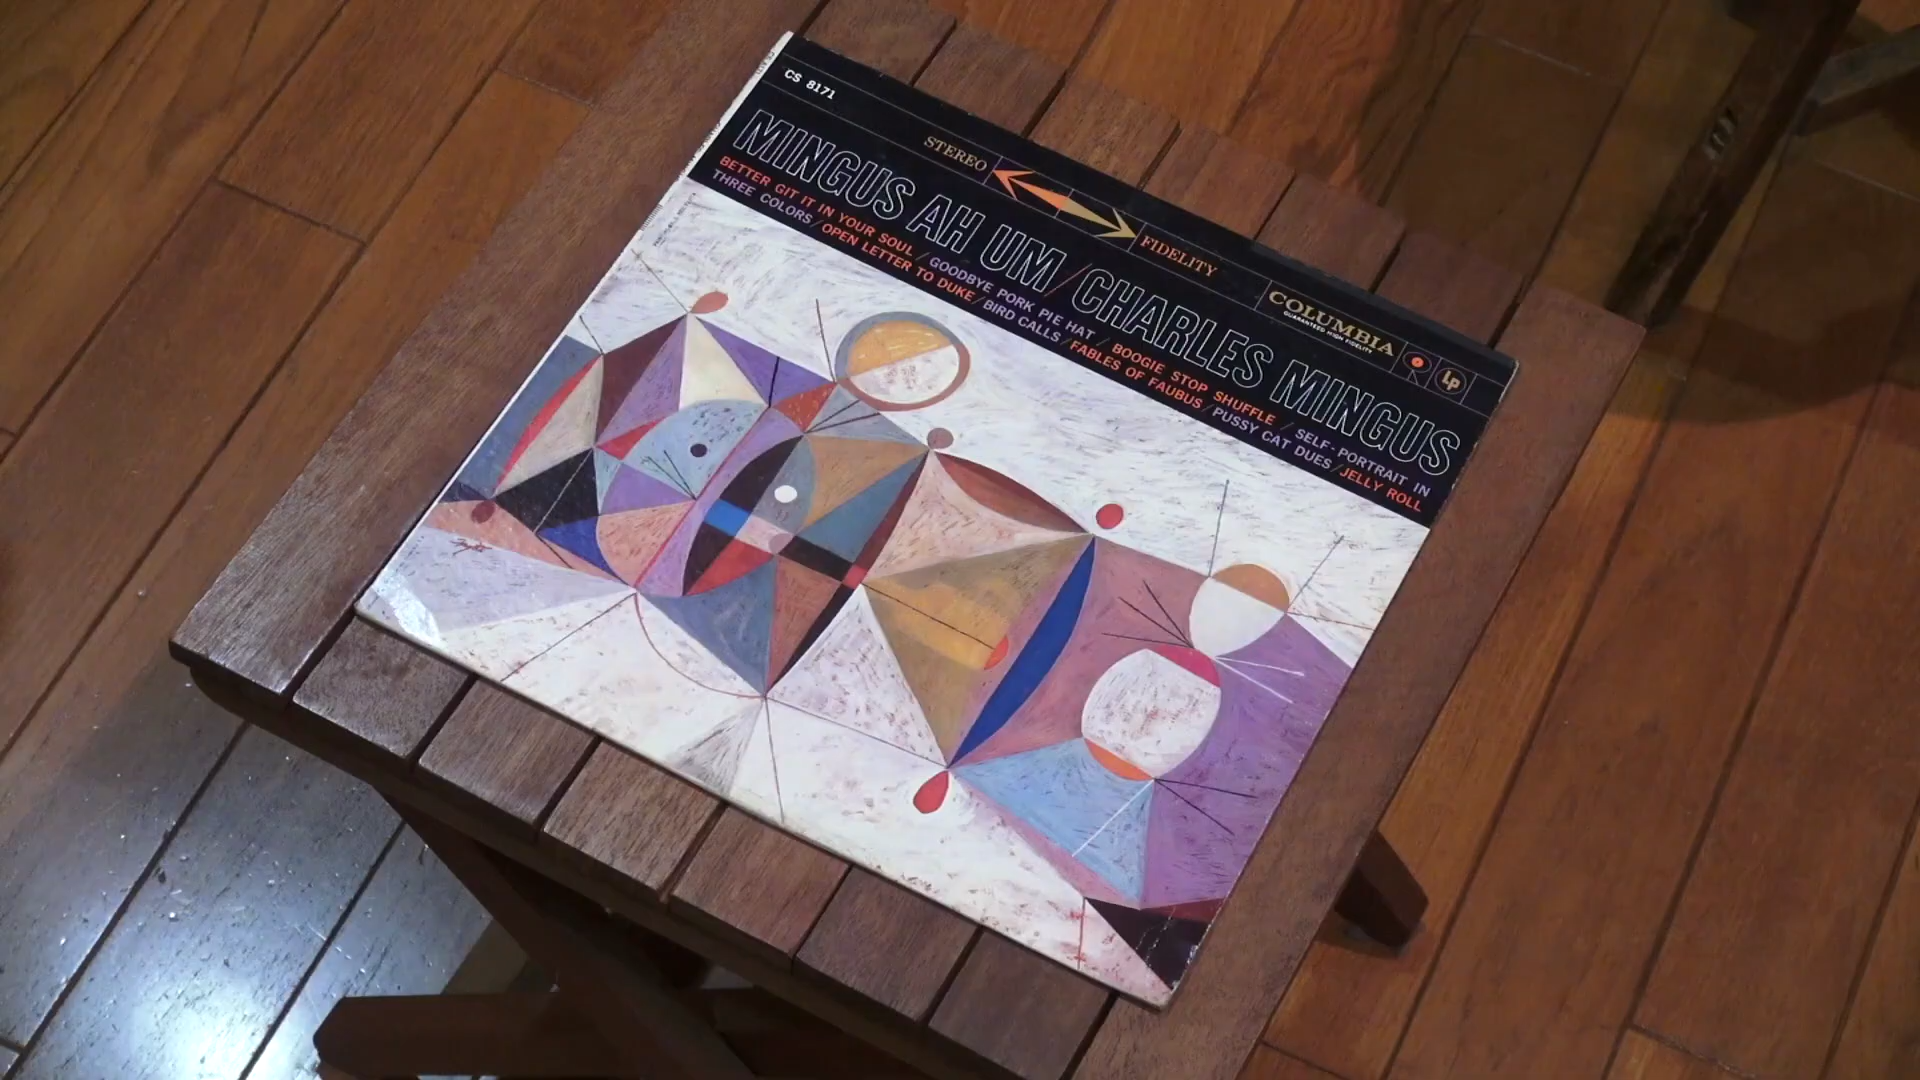 CS 8171
STEREO FIDELITY
COLUMBIA
GUARANTEED HIGH FIDELITY
Lp
MINGUS AH UM/CHARLES MINGUS
BETTER GIT IT IN YOUR SOUL / GOODBYE PORK PIE HAT / BOOGIE STOP SHUFFLE / SELF-PORTRAIT IN
THREE COLORS/OPEN LETTER TO DUKE/BIRD CALLS/FABLES OF FAUBUS/PUSSY CAT DUES/JELLY ROLL